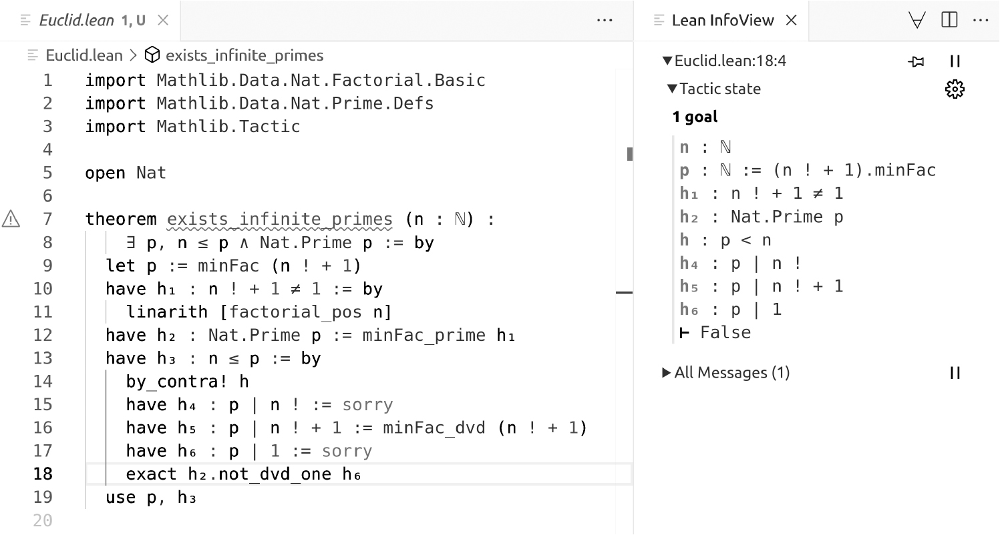 Euclid.lean 1, U
Euclid.lean > exists_infinite_primes
1 import Mathlib.Data.Nat.Factorial.Basic
2 import Mathlib.Data.Nat.Prime.Defs
3 import Mathlib.Tactic
4
5 open Nat
6
7 theorem exists_infinite_primes (n : ℕ) :
8 ∃ p, n ≤ p ∧ Nat.Prime p := by
9 let p := minFac (n ! + 1)
10 have h₁ : n ! + 1 ≠ 1 := by
11 linarith [factorial_pos n]
12 have h₂ : Nat.Prime p := minFac_prime h₁
13 have h₃ : n ≤ p := by
14 by_contra! h
15 have h₄ : p ∣ n ! := sorry
16 have h₅ : p ∣ n ! + 1 := minFac_dvd (n ! + 1)
17 have h₆ : p ∣ 1 := sorry
18 exact h₂.not_dvd_one h₆
19 use p, h₃
20
Lean InfoView
∀
▼Euclid.lean:18:4
▼Tactic state
1 goal
n : ℕ
p : ℕ := (n ! + 1).minFac
h₁ : n ! + 1 ≠ 1
h₂ : Nat.Prime p
h : p < n
h₄ : p ∣ n !
h₅ : p ∣ n ! + 1
h₆ : p ∣ 1
⊢ False
▶All Messages (1)